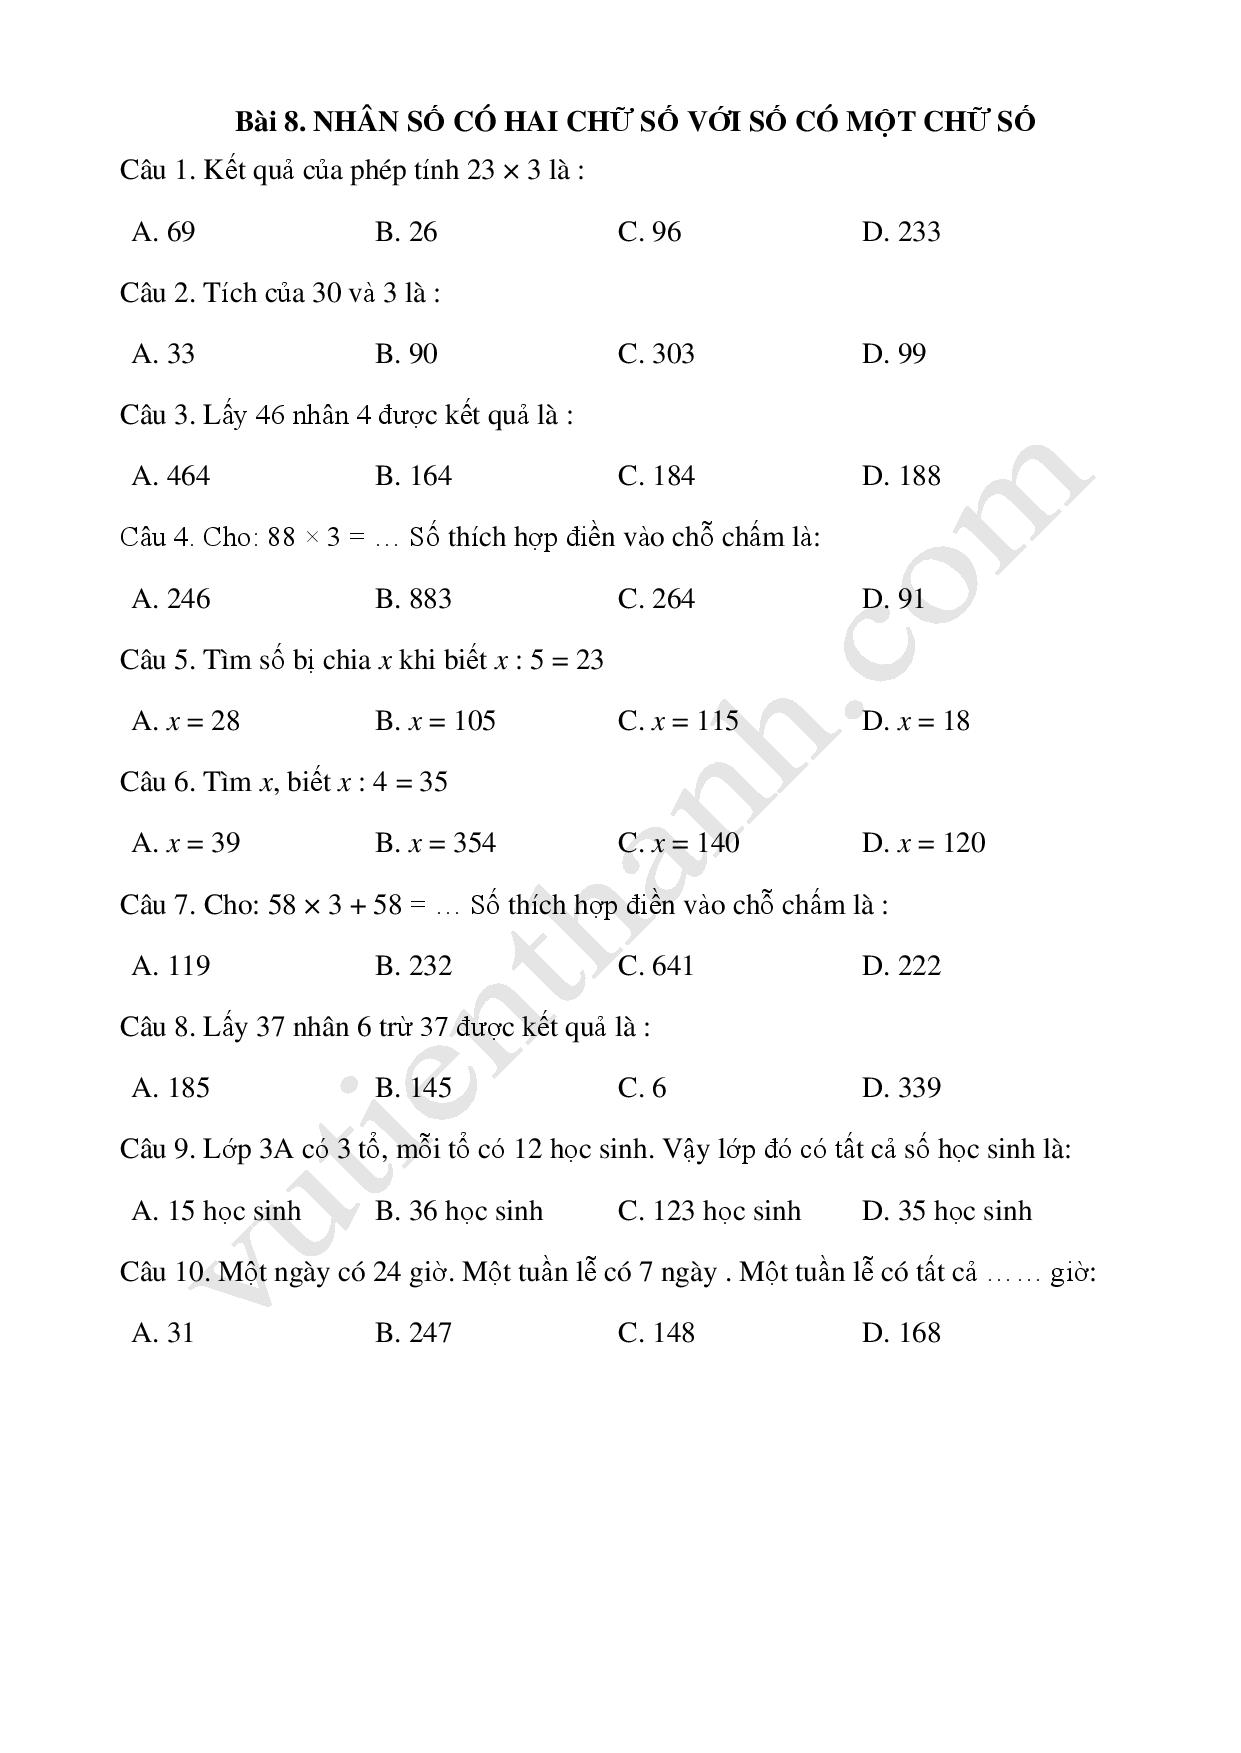 Bài 8. NHÂN SỐ CÓ HAI CHỮ SỐ VỚI SỐ CÓ MỘT CHỮ SỐ
Câu 1. Kết quả của phép tính 23 × 3 là :
A. 69 B. 26 C. 96 D. 233
Câu 2. Tích của 30 và 3 là :
A. 33 B. 90 C. 303 D. 99
Câu 3. Lấy 46 nhân 4 được kết quả là :
A. 464 B. 164 C. 184 D. 188
Câu 4. Cho: 88 × 3 = … Số thích hợp điền vào chỗ chấm là:
A. 246 B. 883 C. 264 D. 91
Câu 5. Tìm số bị chia x khi biết x : 5 = 23
A. x = 28 B. x = 105 C. x = 115 D. x = 18
Câu 6. Tìm x, biết x : 4 = 35
A. x = 39 B. x = 354 C. x = 140 D. x = 120
Câu 7. Cho: 58 × 3 + 58 = … Số thích hợp điền vào chỗ chấm là :
A. 119 B. 232 C. 641 D. 222
Câu 8. Lấy 37 nhân 6 trừ 37 được kết quả là :
A. 185 B. 145 C. 6 D. 339
Câu 9. Lớp 3A có 3 tổ, mỗi tổ có 12 học sinh. Vậy lớp đó có tất cả số học sinh là:
A. 15 học sinh B. 36 học sinh C. 123 học sinh D. 35 học sinh
Câu 10. Một ngày có 24 giờ. Một tuần lễ có 7 ngày . Một tuần lễ có tất cả …… giờ:
A. 31 B. 247 C. 148 D. 168
vutienthanh.com